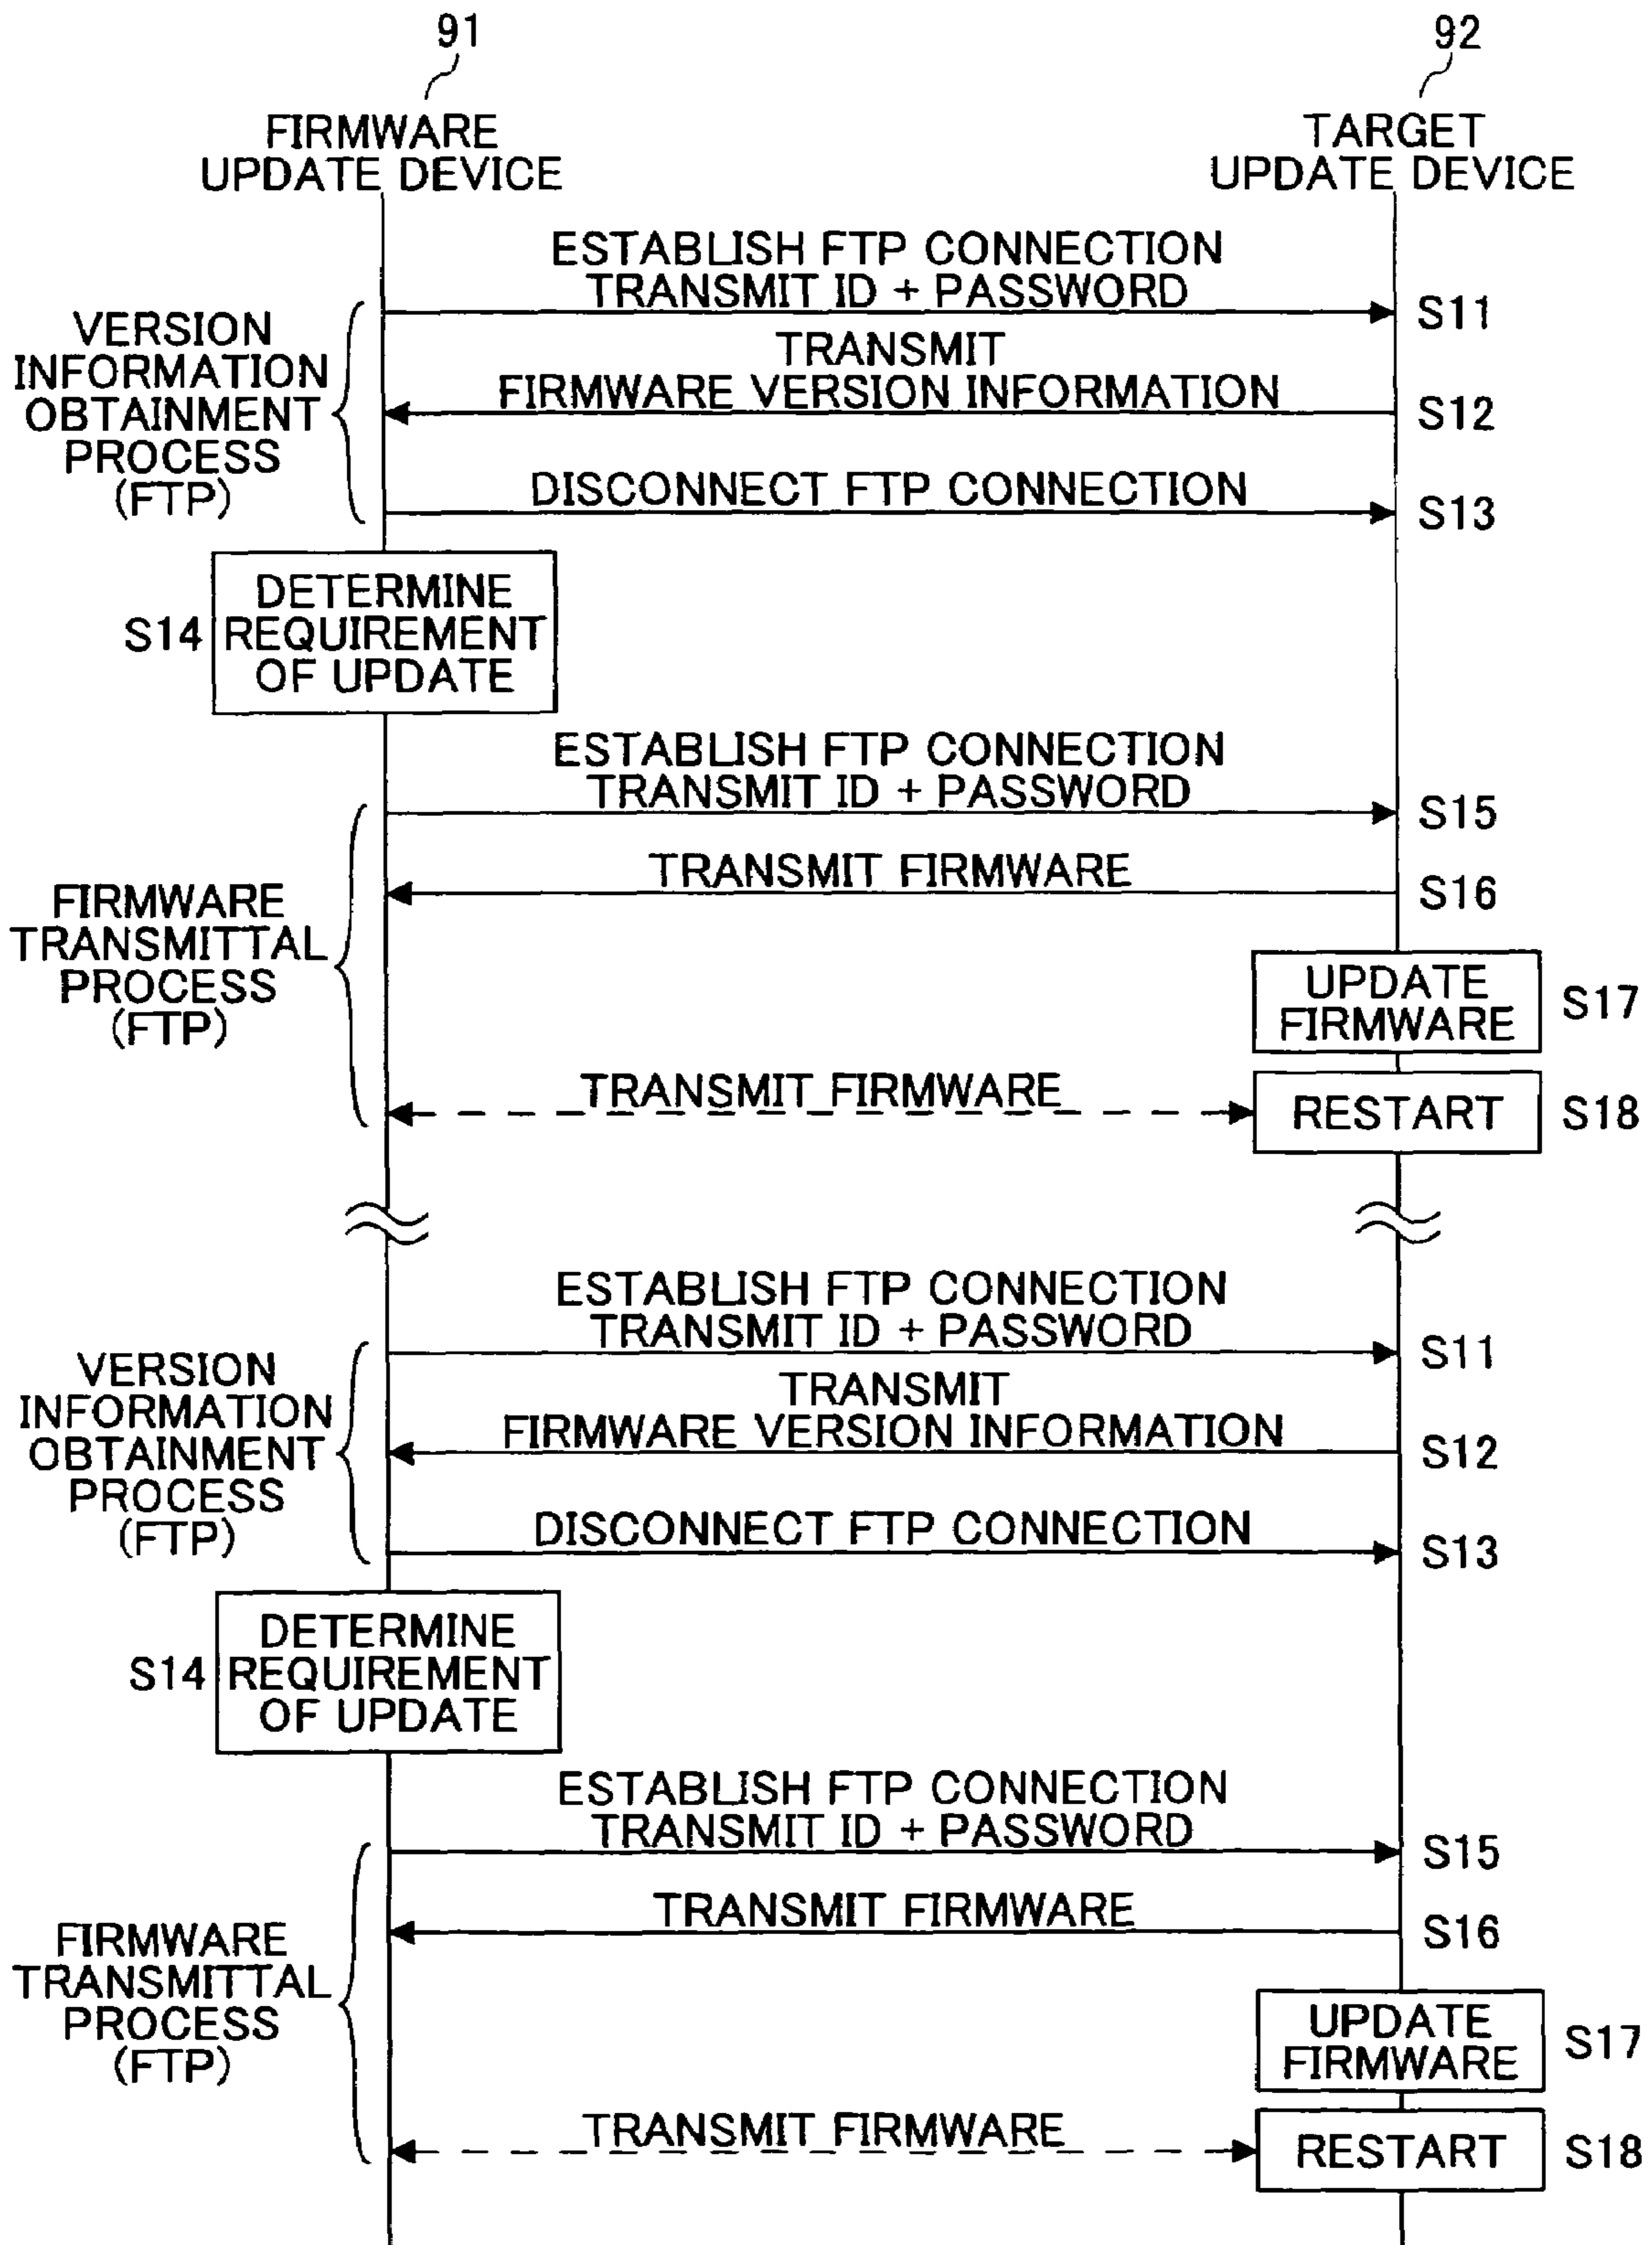 91
92
FIRMWARE
UPDATE DEVICE
TARGET
UPDATE DEVICE
ESTABLISH FTP CONNECTION
TRANSMIT ID + PASSWORD
S11
VERSION
INFORMATION
OBTAINMENT
PROCESS
(FTP)
TRANSMIT
FIRMWARE VERSION INFORMATION
S12
DISCONNECT FTP CONNECTION
S13
S14
DETERMINE
REQUIREMENT
OF UPDATE
ESTABLISH FTP CONNECTION
TRANSMIT ID + PASSWORD
S15
FIRMWARE
TRANSMITTAL
PROCESS
(FTP)
TRANSMIT FIRMWARE
S16
UPDATE
FIRMWARE
S17
TRANSMIT FIRMWARE
RESTART
S18
ESTABLISH FTP CONNECTION
TRANSMIT ID + PASSWORD
S11
VERSION
INFORMATION
OBTAINMENT
PROCESS
(FTP)
TRANSMIT
FIRMWARE VERSION INFORMATION
S12
DISCONNECT FTP CONNECTION
S13
S14
DETERMINE
REQUIREMENT
OF UPDATE
ESTABLISH FTP CONNECTION
TRANSMIT ID + PASSWORD
S15
FIRMWARE
TRANSMITTAL
PROCESS
(FTP)
TRANSMIT FIRMWARE
S16
UPDATE
FIRMWARE
S17
TRANSMIT FIRMWARE
RESTART
S18